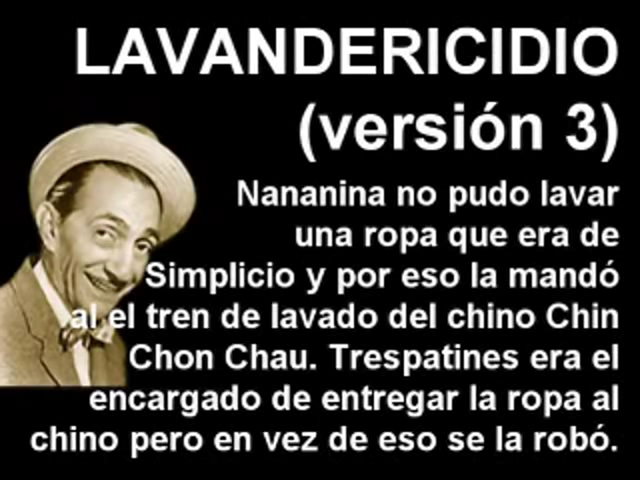 LAVANDERICIDIO
(versión 3)
Nananina no pudo lavar
una ropa que era de
Simplicio y por eso la mandó
al el tren de lavado del chino Chin
Chon Chau. Trespatines era el
encargado de entregar la ropa al
chino pero en vez de eso se la robó.